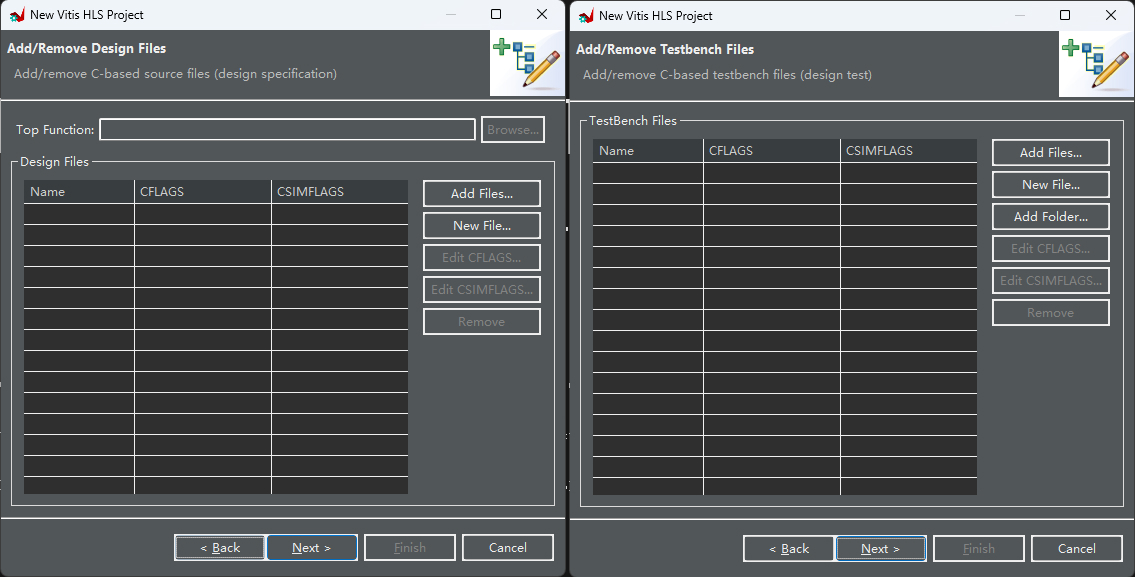 New Vitis HLS Project
Add/Remove Design Files
Add/remove C-based source files (design specification)
Top Function:
Browse...
Design Files
Name CFLAGS CSIMFLAGS
Add Files...
New File...
Edit CFLAGS...
Edit CSIMFLAGS...
Remove
< Back Next > Finish Cancel
New Vitis HLS Project
Add/Remove Testbench Files
Add/remove C-based testbench files (design test)
TestBench Files
Name CFLAGS CSIMFLAGS
Add Files...
New File...
Add Folder...
Edit CFLAGS...
Edit CSIMFLAGS...
Remove
< Back Next > Finish Cancel